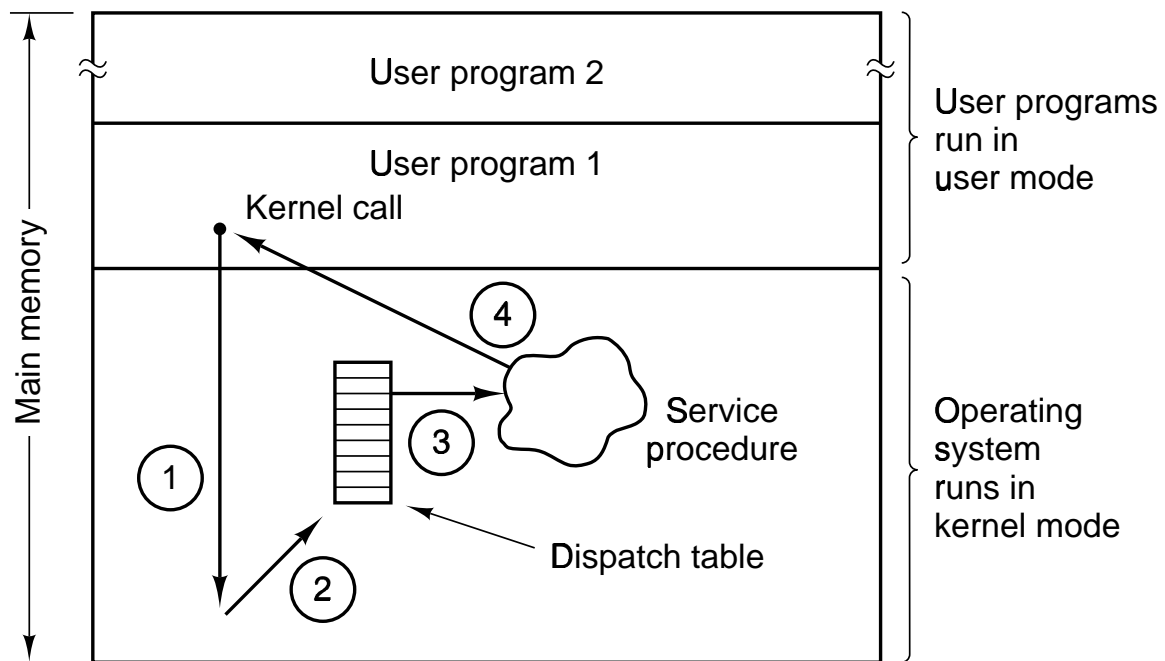 User program 2
User program 1
Kernel call
User programs
run in
user mode
Main memory
4
3
Service
procedure
1
2
Dispatch table
Operating
system
runs in
kernel mode